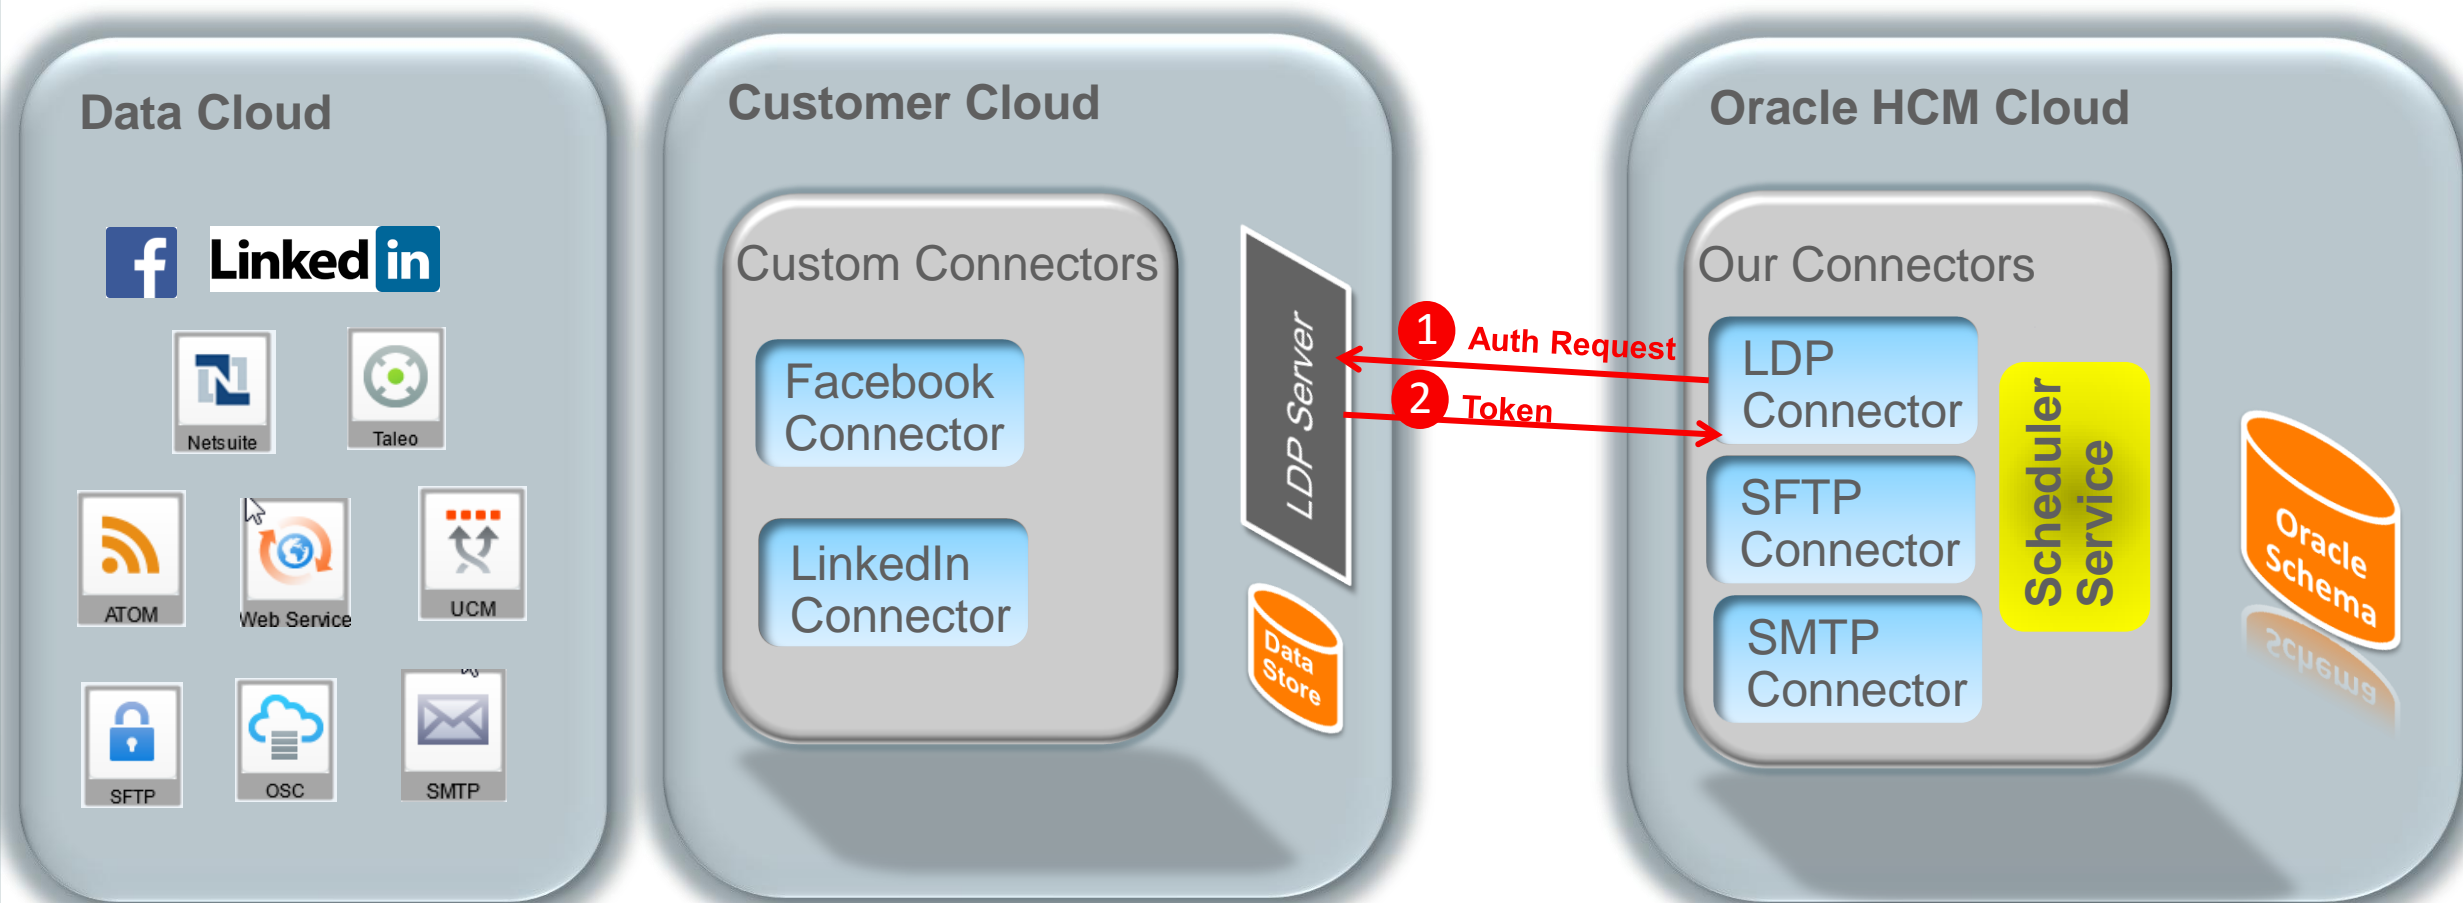 Data Cloud
Linked in
Netsuite
Taleo
ATOM
Web Service
UCM
SFTP
OSC
SMTP
Customer Cloud
Custom Connectors
Facebook
Connector
LinkedIn
Connector
LDP Server
Data
Store
1 Auth Request
2 Token
Oracle HCM Cloud
Our Connectors
LDP
Connector
SFTP
Connector
SMTP
Connector
Scheduler
Service
Oracle
Schema